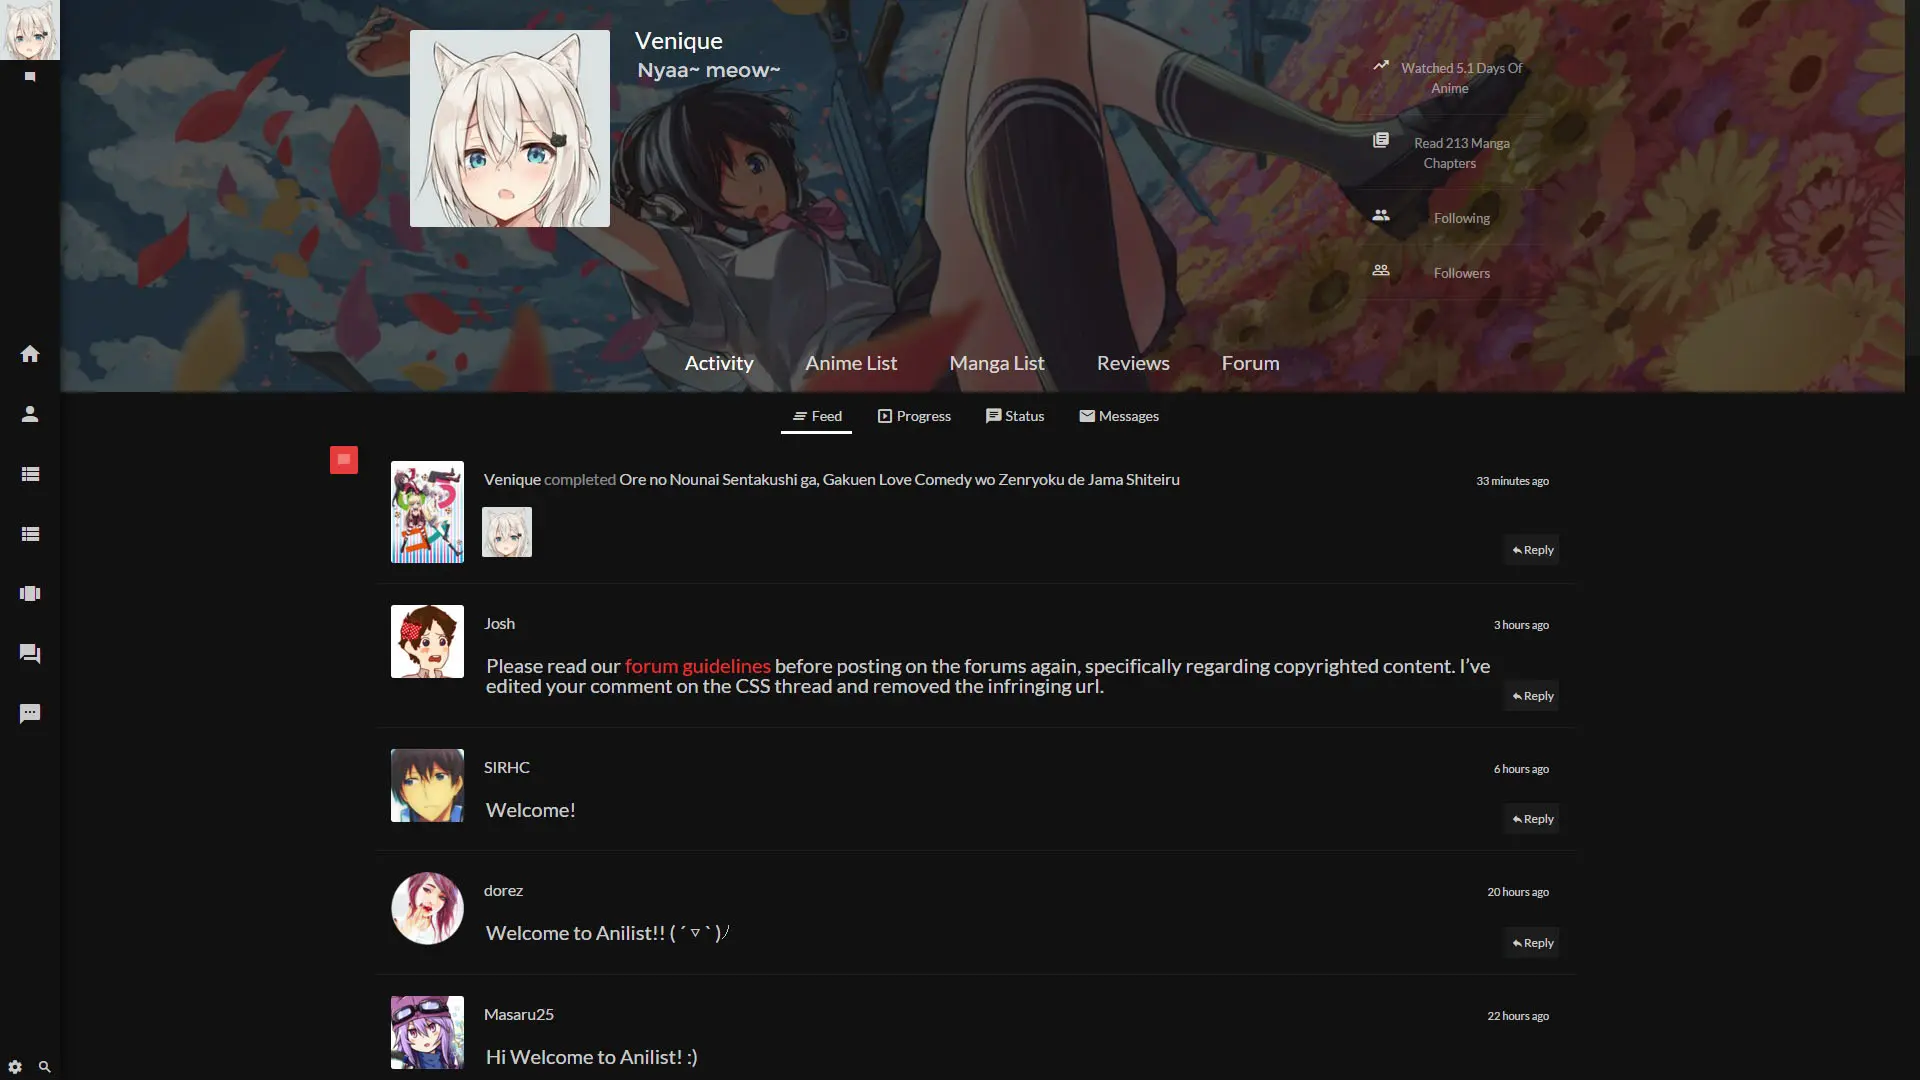 Venique
Nyaa~ meow~
Watched 5.1 Days Of
Anime
Read 213 Manga
Chapters
Following
Followers
Activity
Anime List
Manga List
Reviews
Forum
Feed
Progress
Status
Messages
Venique completed Ore no Nounai Sentakushi ga, Gakuen Love Comedy wo Zenryoku de Jama Shiteiru
33 minutes ago
Reply
Josh
3 hours ago
Please read our forum guidelines before posting on the forums again, specifically regarding copyrighted content. I’ve
edited your comment on the CSS thread and removed the infringing url.
Reply
SIRHC
6 hours ago
Welcome!
Reply
dorez
20 hours ago
Welcome to Anilist!! ( ´ ▿ ` )ﾉ
Reply
Masaru25
22 hours ago
Hi Welcome to Anilist! :)